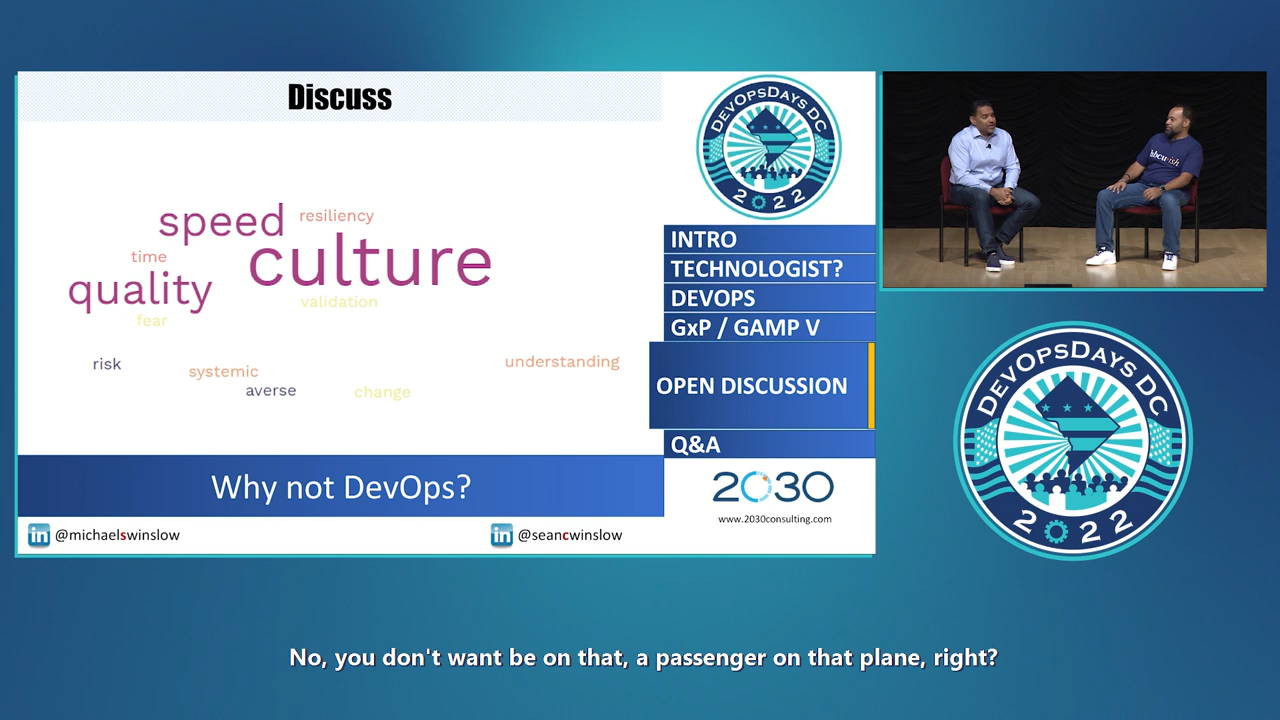 Discuss
speed
resiliency
culture
time
quality
validation
fear
risk
systemic
understanding
averse
change
Why not DevOps?
@michaelswinslow
@seancwinslow
DEVOPSDAYS DC
2022
INTRO
TECHNOLOGIST?
DEVOPS
GxP / GAMP V
OPEN DISCUSSION
Q&A
2030
www.2030consulting.com
hbcuish
DEVOPSDAYS DC
2022
No, you don't want be on that, a passenger on that plane, right?